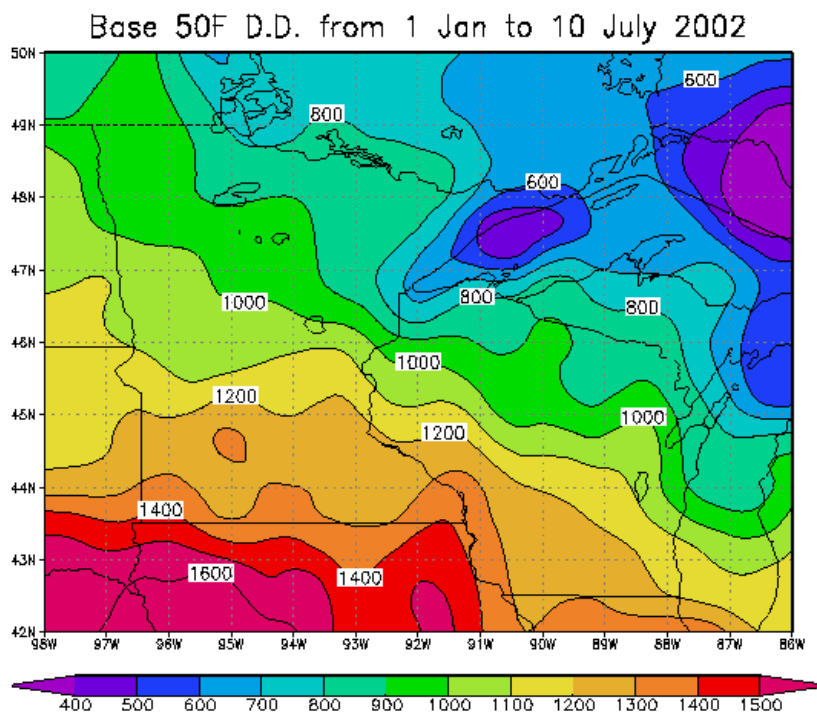 Base 50F D.D. from 1 Jan to 10 July 2002
50N
600
800
49N
48N
600
47N
1000
800
800
46N
1000
1200
1000
45N
1200
44N
1400
43N
1600
1400
42N
98W 97W 96W 95W 94W 93W 92W 91W 90W 89W 88W 87W 86W
400 500 600 700 800 900 1000 1100 1200 1300 1400 1500